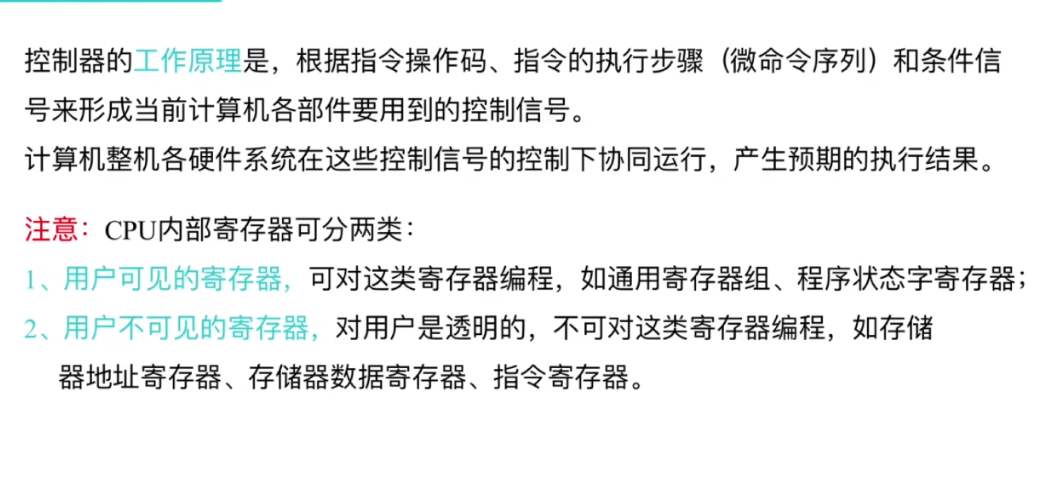 控制器的工作原理是，根据指令操作码、指令的执行步骤（微命令序列）和条件信
号来形成当前计算机各部件要用到的控制信号。
计算机整机各硬件系统在这些控制信号的控制下协同运行，产生预期的执行结果。
注意：CPU内部寄存器可分两类：
1、用户可见的寄存器，可对这类寄存器编程，如通用寄存器组、程序状态字寄存器；
2、用户不可见的寄存器，对用户是透明的，不可对这类寄存器编程，如存储
器地址寄存器、存储器数据寄存器、指令寄存器。